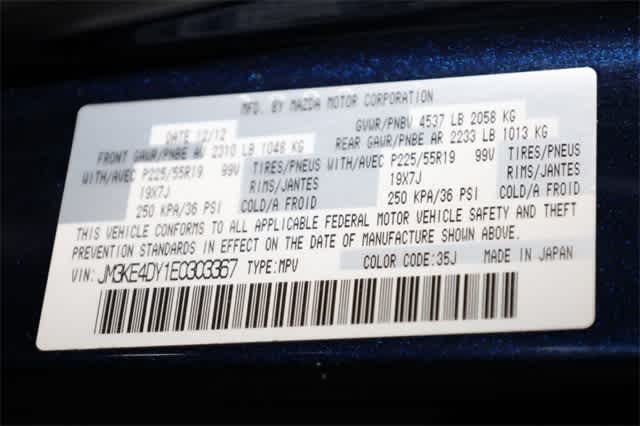 MFD. BY MAZDA MOTOR CORPORATION
DATE 12/12 GVWR/PNBV 4537 LB 2058 KG
FRONT GAWR/PNBE AV 2310 LB 1048 KG REAR GAWR/PNBE AR 2233 LB 1013 KG
WITH/AVEC P225/55R19 99V TIRES/PNEUS WITH/AVEC P225/55R19 99V TIRES/PNEUS
19X7J RIMS/JANTES 19X7J RIMS/JANTES
250 KPA/36 PSI COLD/A FROID 250 KPA/36 PSI COLD/A FROID
THIS VEHICLE CONFORMS TO ALL APPLICABLE FEDERAL MOTOR VEHICLE SAFETY AND THEFT
PREVENTION STANDARDS IN EFFECT ON THE DATE OF MANUFACTURE SHOWN ABOVE.
VIN: JM3KE4DY1E0303367 TYPE:MPV COLOR CODE:35J MADE IN JAPAN